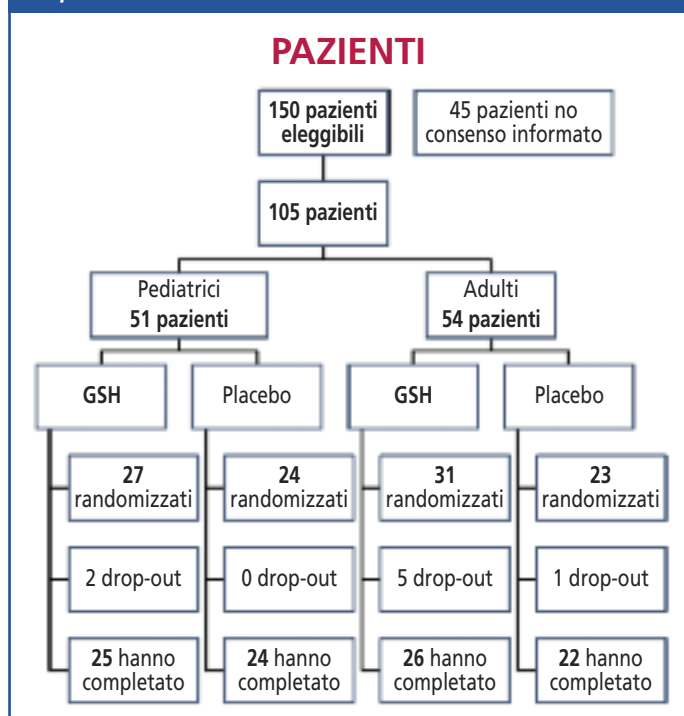 PAZIENTI
150 pazienti
eleggibili
45 pazienti no
consenso informato
105 pazienti
Pediatrici
51 pazienti
Adulti
54 pazienti
GSH
Placebo
GSH
Placebo
27
randomizzati
24
randomizzati
31
randomizzati
23
randomizzati
2 drop-out
0 drop-out
5 drop-out
1 drop-out
25 hanno
completato
24 hanno
completato
26 hanno
completato
22 hanno
completato